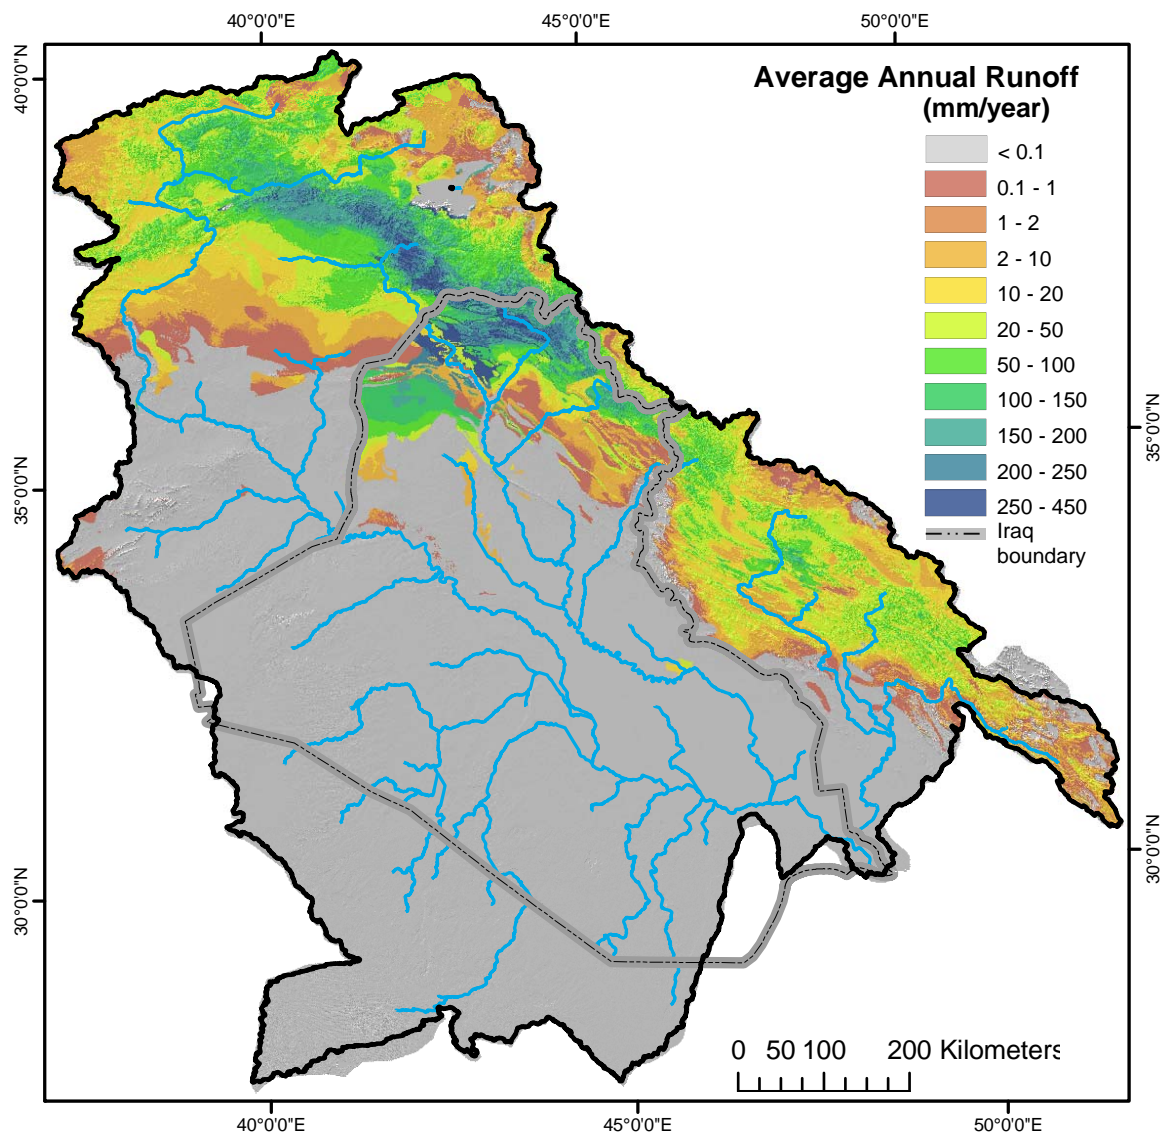 40°0'0"E
45°0'0"E
50°0'0"E
40°0'0"N
35°0'0"N
30°0'0"N
Average Annual Runoff
(mm/year)
< 0.1
0.1 - 1
1 - 2
2 - 10
10 - 20
20 - 50
50 - 100
100 - 150
150 - 200
200 - 250
250 - 450
Iraq
boundary
35°0'0"N
30°0'0"N
0 50 100 200 Kilometers
40°0'0"E
45°0'0"E
50°0'0"E